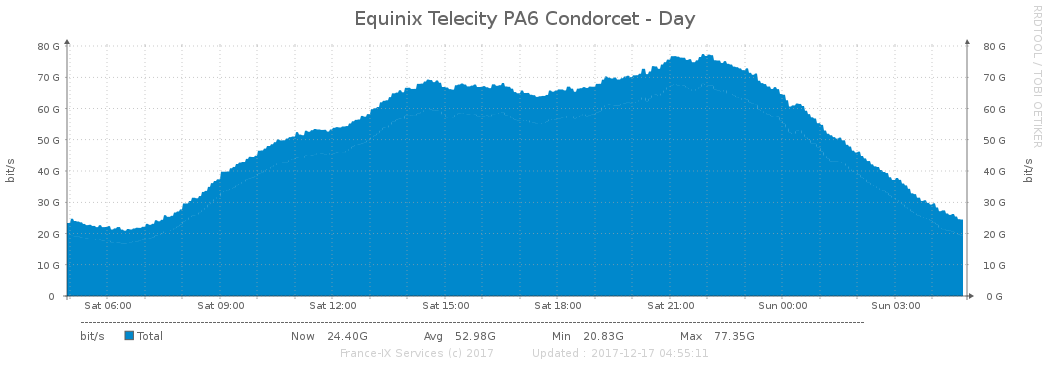 Equinix Telecity PA6 Condorcet - Day
RRDTOOL / TOBI OETIKER
80 G 80 G
70 G 70 G
60 G 60 G
50 G 50 G
40 G 40 G
30 G 30 G
20 G 20 G
10 G 10 G
0 0 G
bit/s bit/s
Sat 06:00 Sat 09:00 Sat 12:00 Sat 15:00 Sat 18:00 Sat 21:00 Sun 00:00 Sun 03:00
bit/s Total Now 24.40G Avg 52.98G Min 20.83G Max 77.35G
France-IX Services (c) 2017 Updated : 2017-12-17 04:55:11